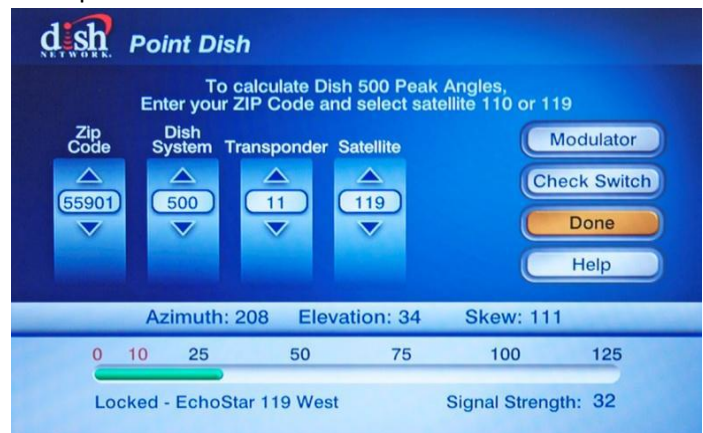 dish
NETWORK.
Point Dish
To calculate Dish 500 Peak Angles,
Enter your ZIP Code and select satellite 110 or 119
Zip Code
Dish System
Transponder
Satellite
55901
500
11
119
Modulator
Check Switch
Done
Help
Azimuth: 208 Elevation: 34 Skew: 111
0 10 25 50 75 100 125
Locked - EchoStar 119 West
Signal Strength: 32